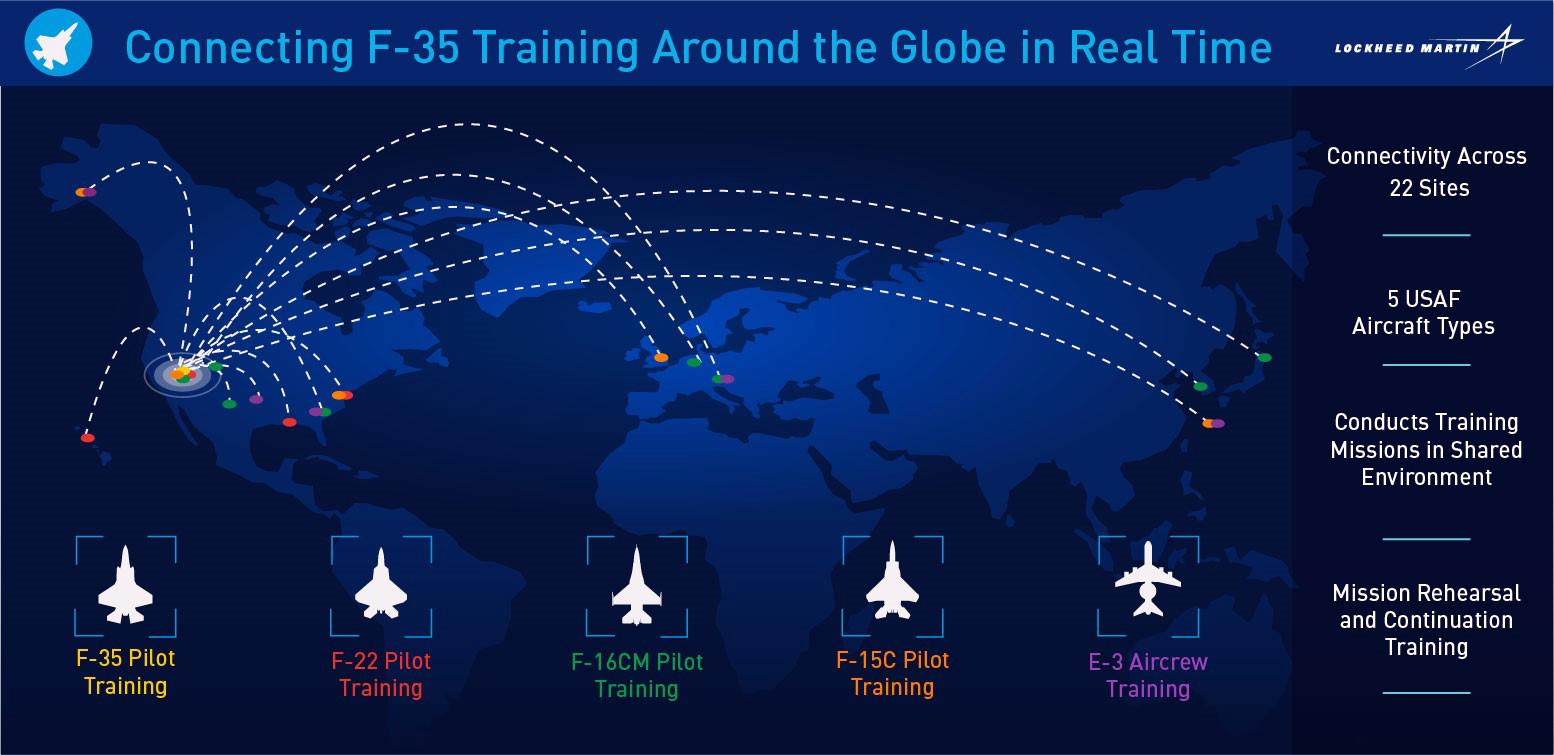 Connecting F-35 Training Around the Globe in Real Time
LOCKHEED MARTIN
Connectivity Across
22 Sites
5 USAF
Aircraft Types
Conducts Training
Missions in Shared
Environment
Mission Rehearsal
and Continuation
Training
F-35 Pilot
Training
F-22 Pilot
Training
F-16CM Pilot
Training
F-15C Pilot
Training
E-3 Aircrew
Training